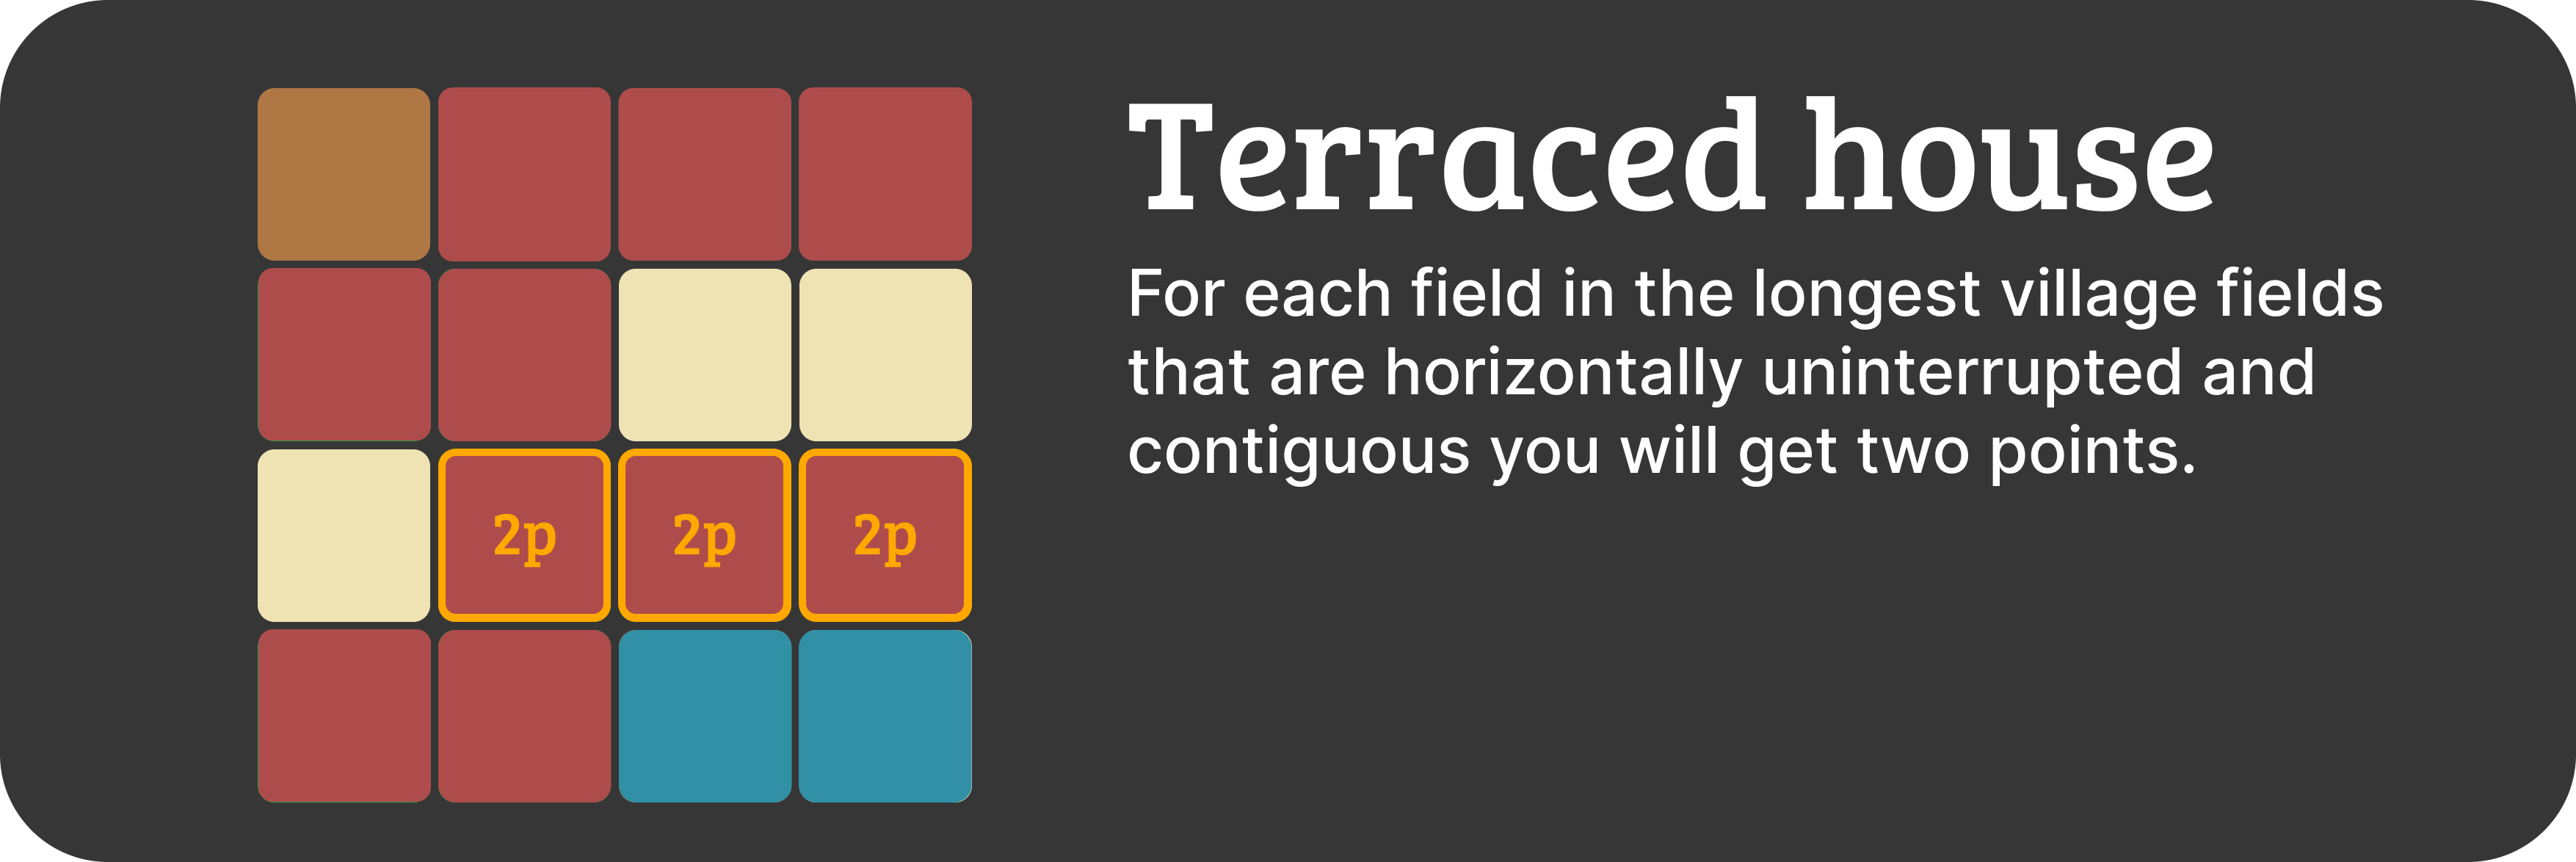 Terraced house
For each field in the longest village fields
that are horizontally uninterrupted and
contiguous you will get two points.
2p 2p 2p